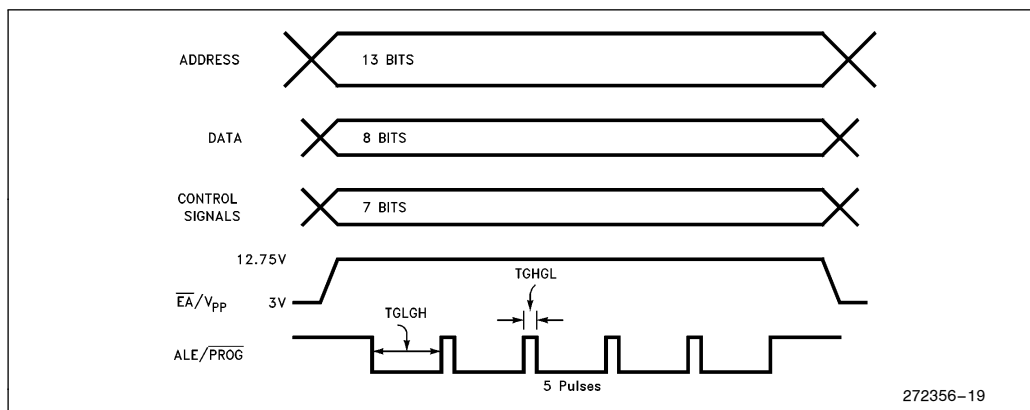 ADDRESS
13 BITS
DATA
8 BITS
CONTROL
SIGNALS
7 BITS
12.75V
EA/VPP
3V
TGHGL
TGLGH
ALE/PROG
5 Pulses
272356–19